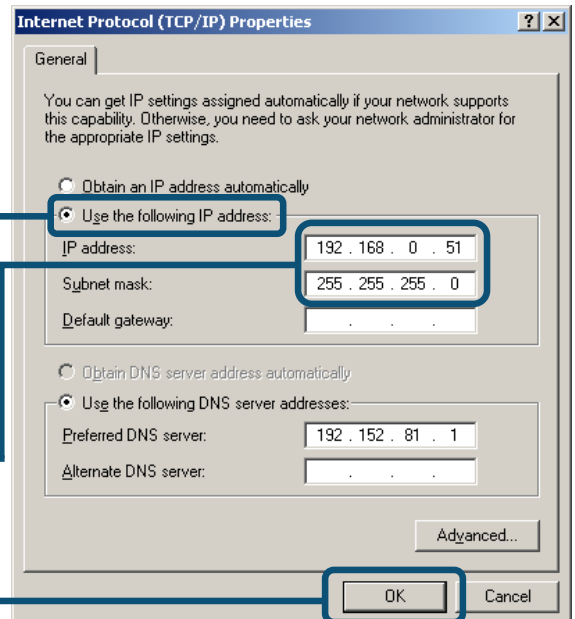 Internet Protocol (TCP/IP) Properties
General
You can get IP settings assigned automatically if your network supports
this capability. Otherwise, you need to ask your network administrator for
the appropriate IP settings.
Obtain an IP address automatically
Use the following IP address:
IP address: 192 . 168 . 0 . 51
Subnet mask: 255 . 255 . 255 . 0
Default gateway: . . .
Obtain DNS server address automatically
Use the following DNS server addresses:
Preferred DNS server: 192 . 152 . 81 . 1
Alternate DNS server: . . .
Advanced...
OK Cancel